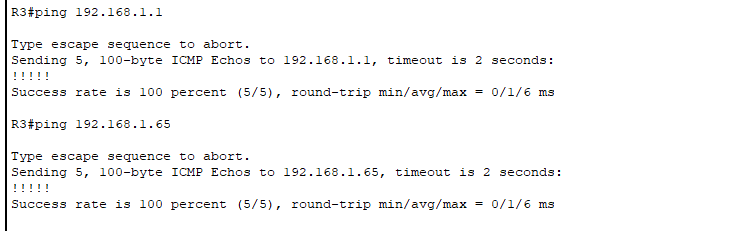 R3#ping 192.168.1.1
Type escape sequence to abort.
Sending 5, 100-byte ICMP Echos to 192.168.1.1, timeout is 2 seconds:
!!!!!
Success rate is 100 percent (5/5), round-trip min/avg/max = 0/1/6 ms
R3#ping 192.168.1.65
Type escape sequence to abort.
Sending 5, 100-byte ICMP Echos to 192.168.1.65, timeout is 2 seconds:
!!!!!
Success rate is 100 percent (5/5), round-trip min/avg/max = 0/1/6 ms